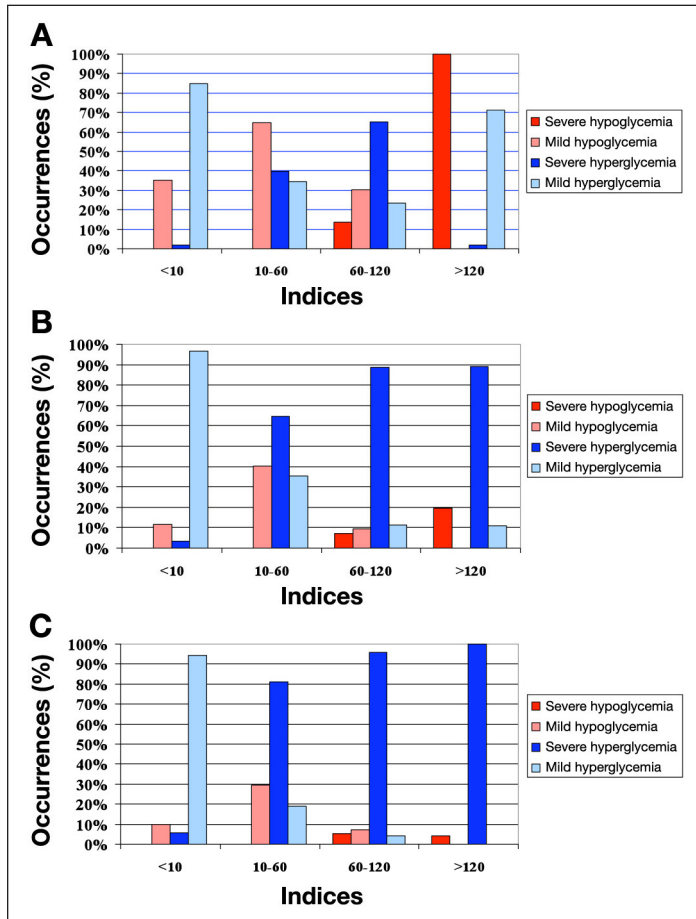 A
Occurrences (%)
100%
90%
80%
70%
60%
50%
40%
30%
20%
10%
0%
<10
10-60
60-120
>120
Indices
Severe hypoglycemia
Mild hypoglycemia
Severe hyperglycemia
Mild hyperglycemia
B
Occurrences (%)
100%
90%
80%
70%
60%
50%
40%
30%
20%
10%
0%
<10
10-60
60-120
>120
Indices
Severe hypoglycemia
Mild hypoglycemia
Severe hyperglycemia
Mild hyperglycemia
C
Occurrences (%)
100%
90%
80%
70%
60%
50%
40%
30%
20%
10%
0%
<10
10-60
60-120
>120
Indices
Severe hypoglycemia
Mild hypoglycemia
Severe hyperglycemia
Mild hyperglycemia